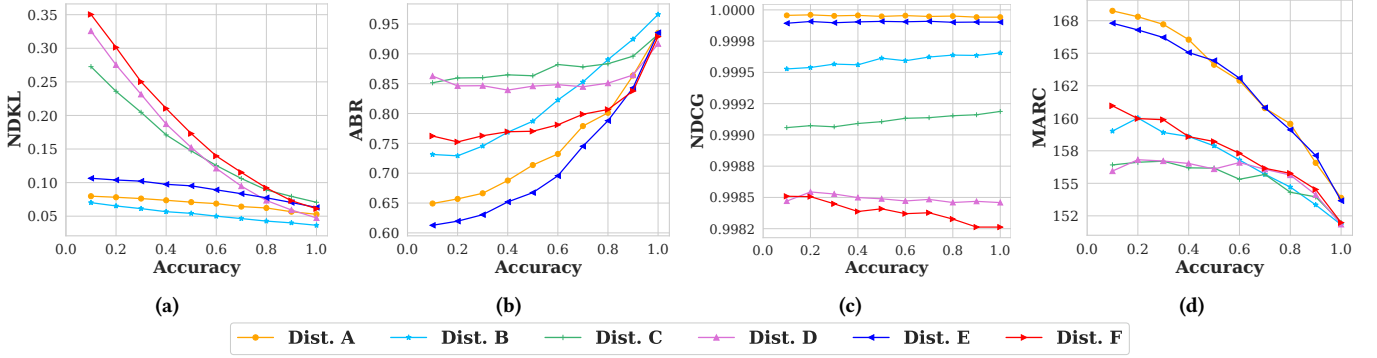 NDKL
0.35
0.30
0.25
0.20
0.15
0.10
0.05
0.0 0.2 0.4 0.6 0.8 1.0
Accuracy
(a)
ABR
0.95
0.90
0.85
0.80
0.75
0.70
0.65
0.60
0.0 0.2 0.4 0.6 0.8 1.0
Accuracy
(b)
NDCG
1.0000
0.9998
0.9995
0.9992
0.9990
0.9988
0.9985
0.9982
0.0 0.2 0.4 0.6 0.8 1.0
Accuracy
(c)
MARC
168
165
162
160
158
155
152
0.0 0.2 0.4 0.6 0.8 1.0
Accuracy
(d)
Dist. A Dist. B Dist. C Dist. D Dist. E Dist. F